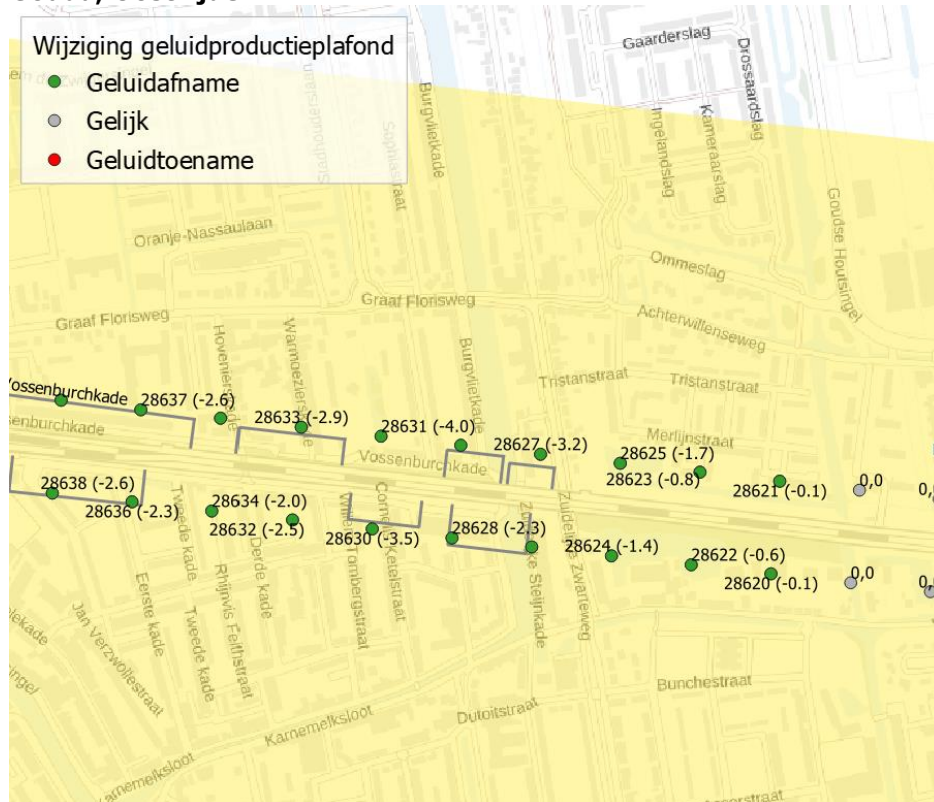 Wijziging geluidproductieplafond
Geluidafname
Gelijk
Geluidtoename
Gaarderslag
Drossaardslag
Burgvlietkade
Sophiastraat
Ingelandslag
Kameraarslag
Goudse Houtsingel
Oranje-Nassaulaan
Ommeslag
Graaf Florisweg
Graaf Florisweg
Achterwillenseweg
Hovenierskade
Warmoezierskade
Burgvlietkade
Tristanstraat
Tristanstraat
Vossenburchkade
28637 (-2.6)
28633 (-2.9)
28631 (-4.0)
28627 (-3.2)
Merlijnstraat
28625 (-1.7)
28623 (-0.8)
28621 (-0.1)
0,0
Vossenburchkade
28638 (-2.6)
28636 (-2.3)
28634 (-2.0)
28632 (-2.5)
28630 (-3.5)
28628 (-2.3)
28624 (-1.4)
28622 (-0.6)
28620 (-0.1)
0,0
Tweede kade
Derde kade
Willem Tombergstraat
Cornelis Ketelstraat
Zuidelijke Zwarteweg
Eerste kade
Tweede kade
Rhijnvis Feithstraat
Jan Verzwollestraat
Bunchestraat
Dutoitstraat
Karnemelksloot
Karnemelksloot